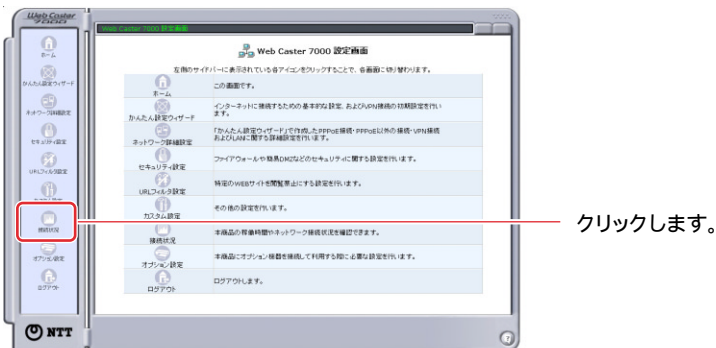 Web Caster
7000
Web Caster 7000 設定画面
Web Caster 7000 設定画面
左側のサイドバーに表示されている各アイコンをクリックすることで、各画面に切り替わります。
ホーム
かんたん設定ウィザード
ネットワーク詳細設定
セキュリティ設定
URLフィルタ設定
接続状況
オプション設定
ログアウト
ホーム
この画面です。
かんたん設定ウィザード
インターネットに接続するための基本的な設定、およびVPN接続の初期設定を行い
ます。
ネットワーク詳細設定
「かんたん設定ウィザード」で作成したPPPoE接続・PPPoE以外の接続・VPN接続
およびLANに関する詳細設定を行います。
セキュリティ設定
ファイアウォールや簡易DMZなどのセキュリティに関する設定を行います。
URLフィルタ設定
特定のWEBサイトを閲覧禁止にする設定を行います。
カスタム設定
その他の設定を行います。
接続状況
本商品の稼働時間やネットワーク接続状況を確認できます。
オプション設定
本商品にオプション機器を接続して利用する際に必要な設定を行います。
ログアウト
ログアウトします。
クリックします。
NTT